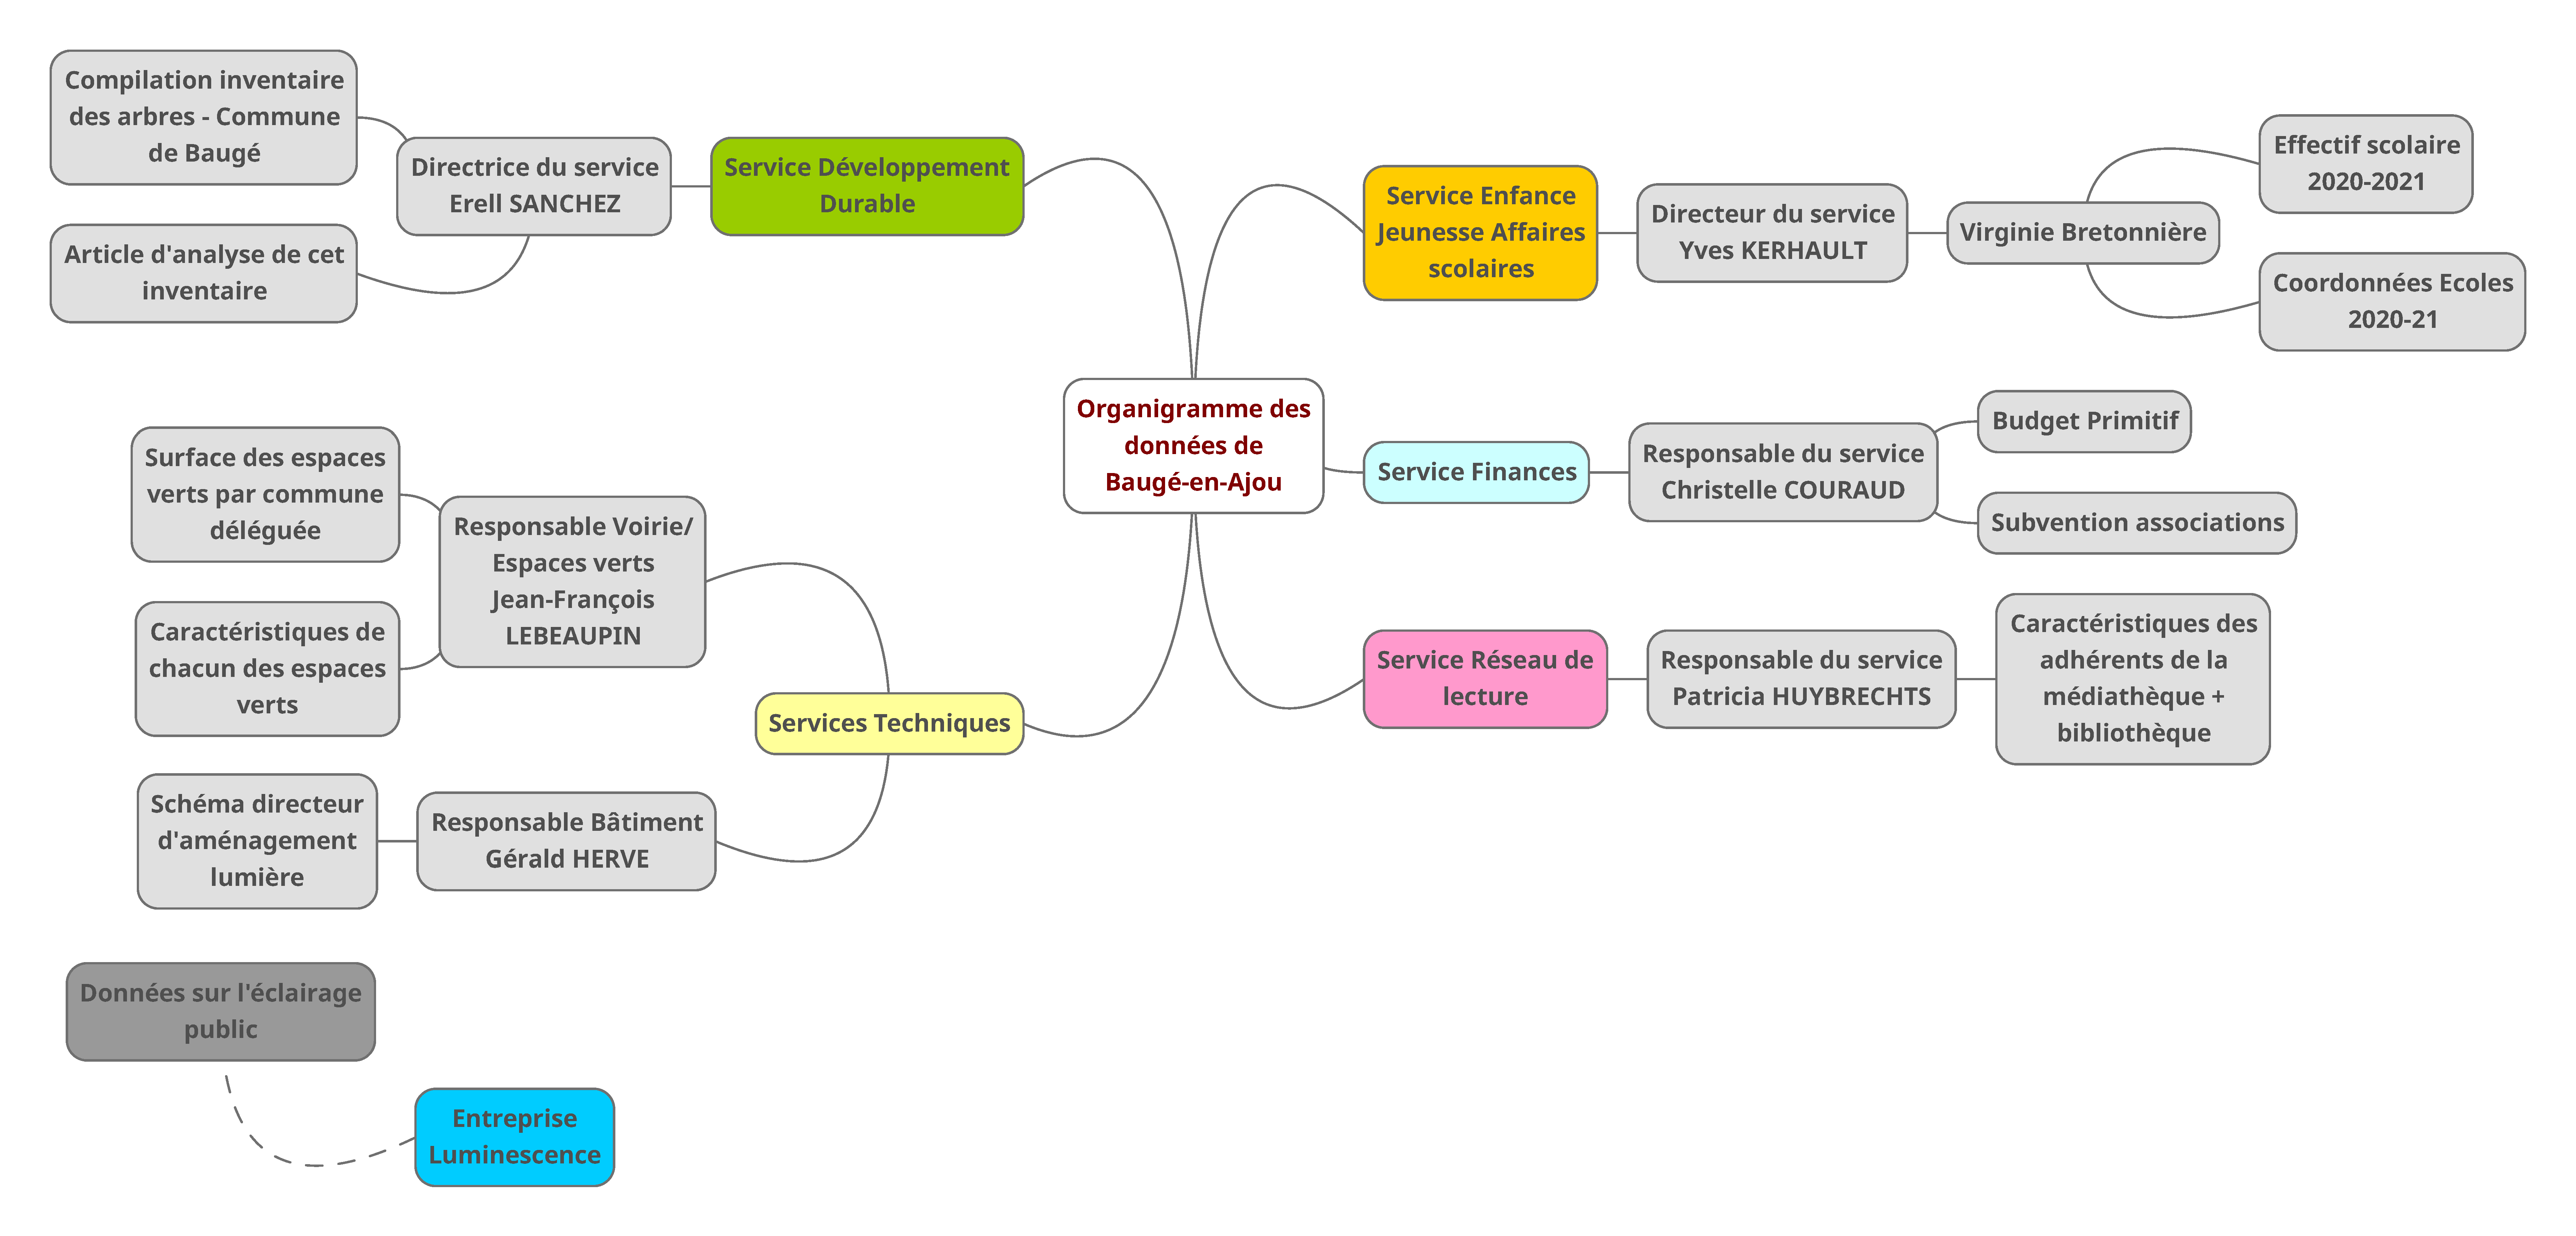 Compilation inventaire
des arbres - Commune
de Baugé
Article d'analyse de cet
inventaire
Directrice du service
Erell SANCHEZ
Service Développement
Durable
Surface des espaces
verts par commune
déléguée
Caractéristiques de
chacun des espaces
verts
Responsable Voirie/
Espaces verts
Jean-François
LEBEAUPIN
Schéma directeur
d'aménagement
lumière
Responsable Bâtiment
Gérald HERVE
Services Techniques
Données sur l'éclairage
public
Entreprise
Luminescence
Organigramme des
données de
Baugé-en-Ajou
Service Enfance
Jeunesse Affaires
scolaires
Directeur du service
Yves KERHAULT
Virginie Bretonnière
Effectif scolaire
2020-2021
Coordonnées Ecoles
2020-21
Service Finances
Responsable du service
Christelle COURAUD
Budget Primitif
Subvention associations
Service Réseau de
lecture
Responsable du service
Patricia HUYBRECHTS
Caractéristiques des
adhérents de la
médiathèque +
bibliothèque